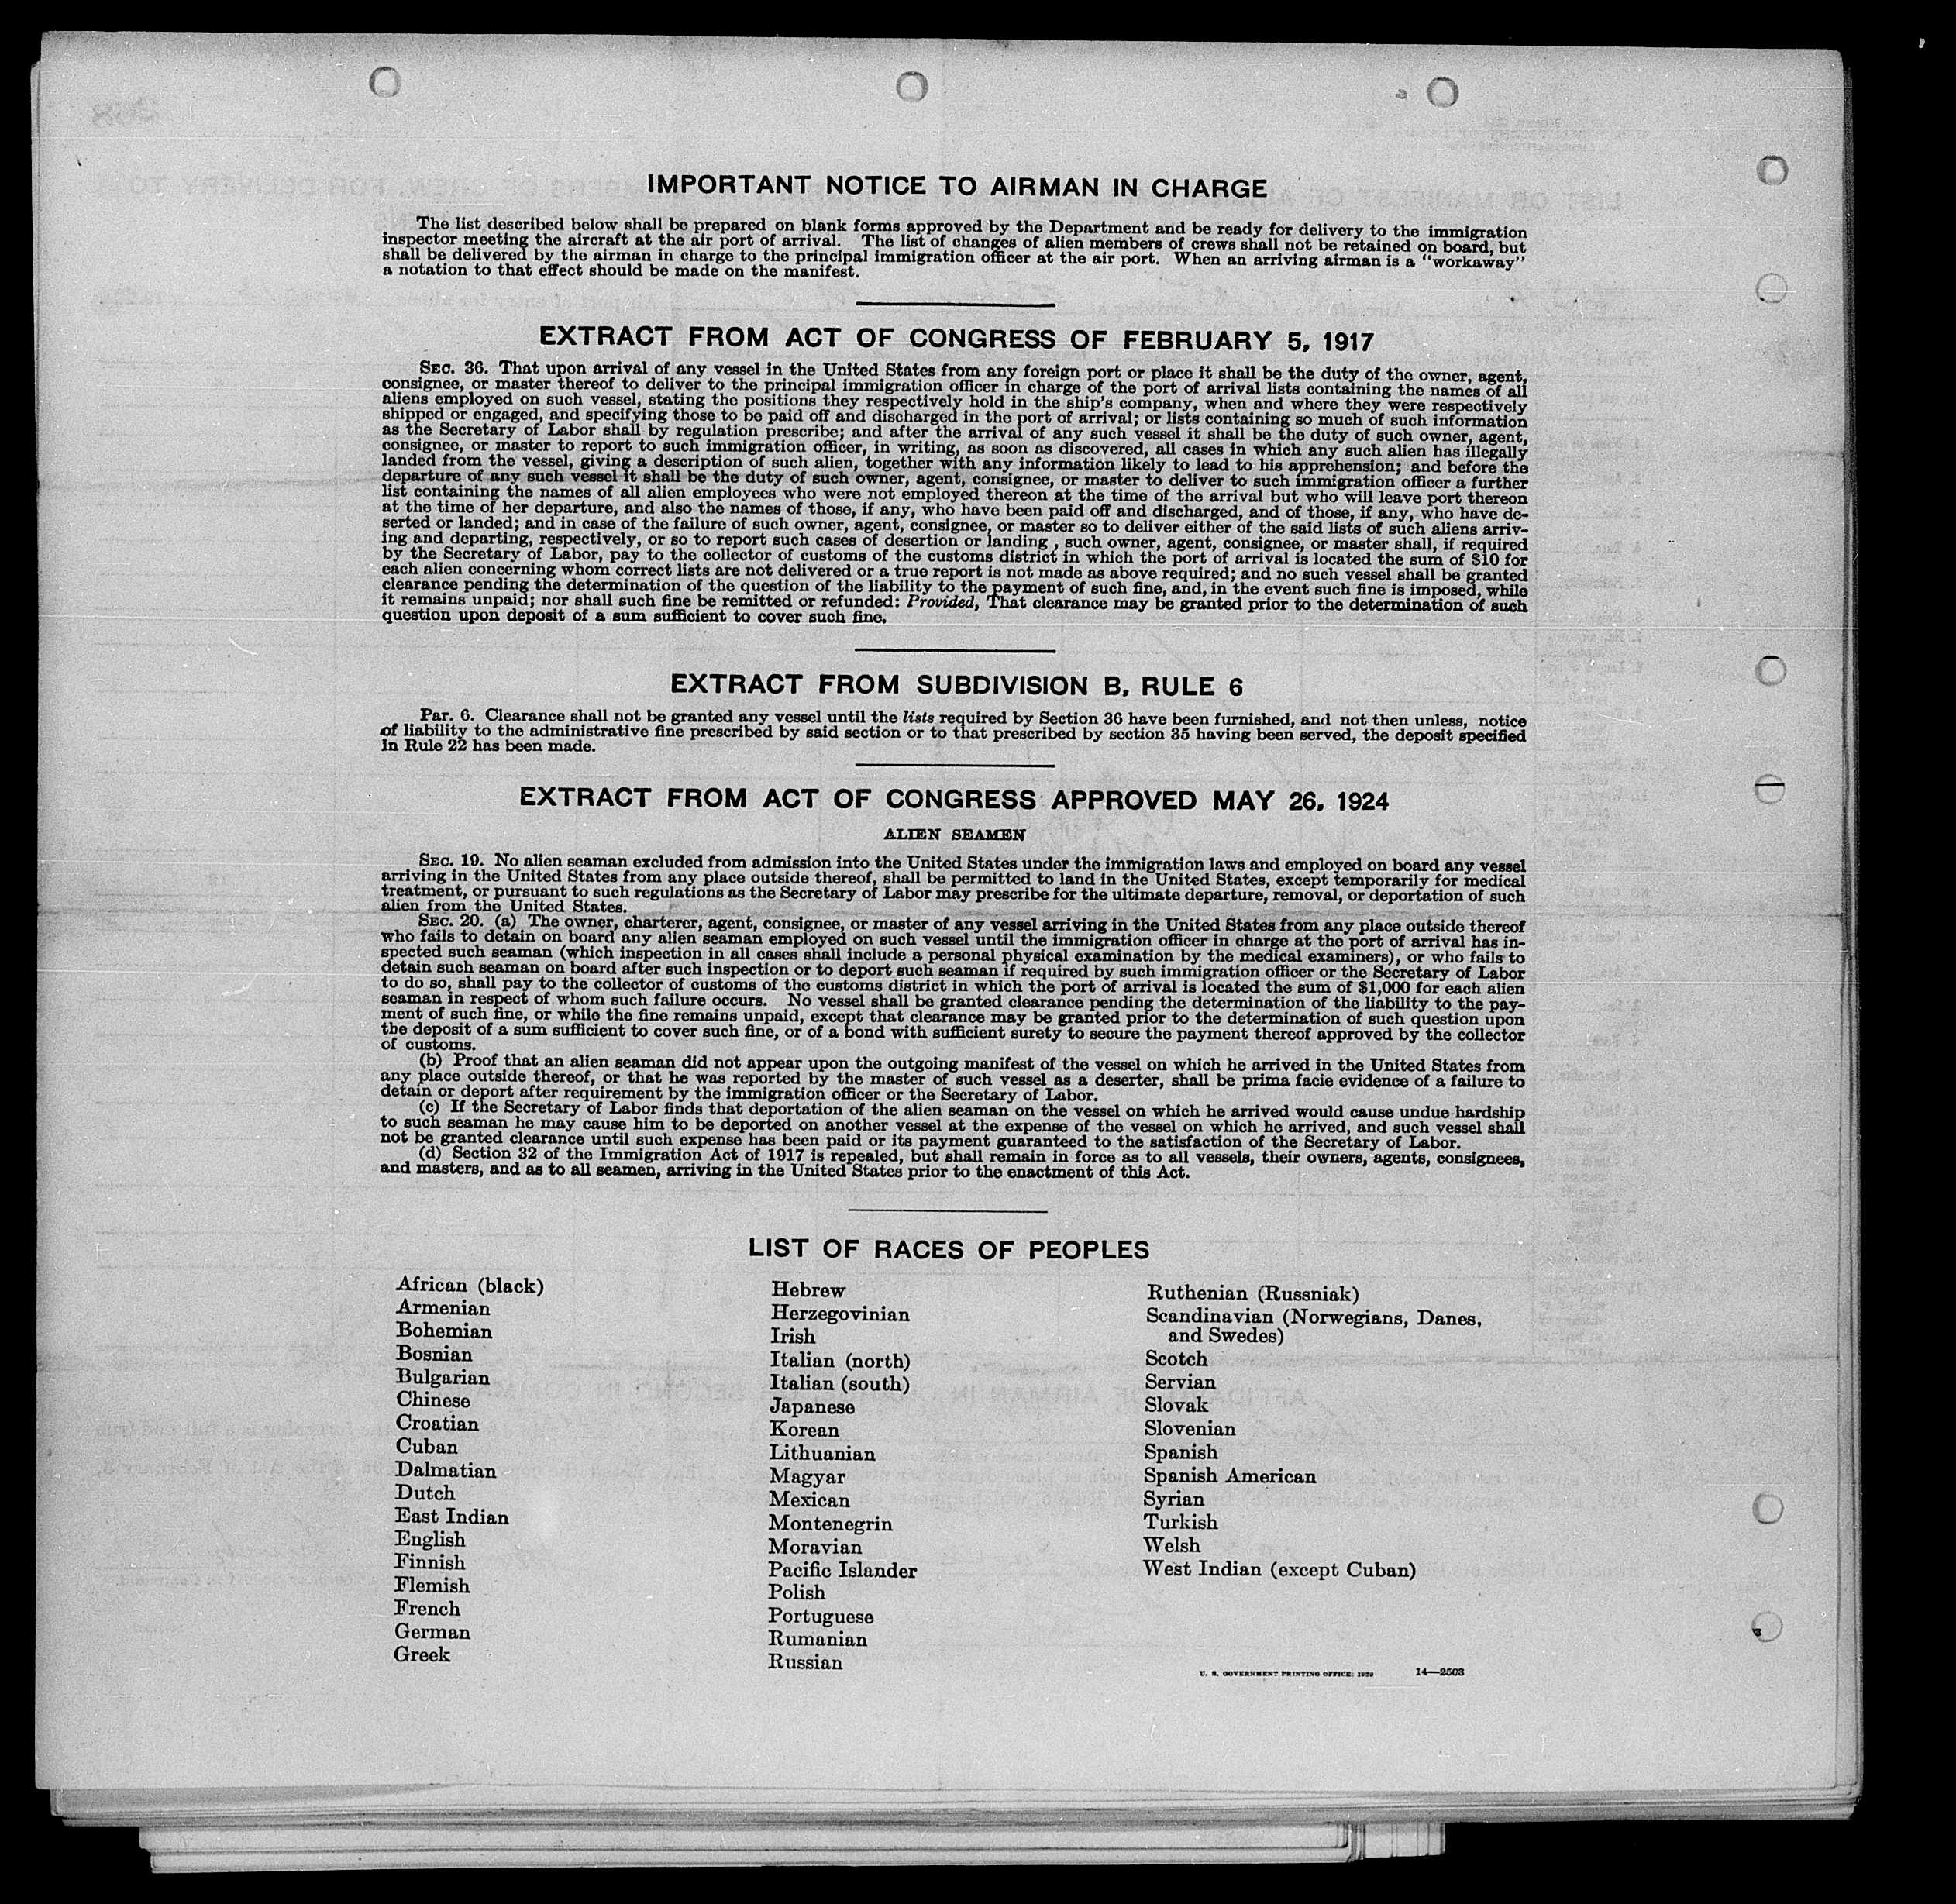 IMPORTANT NOTICE TO AIRMAN IN CHARGE
The list described below shall be prepared on blank forms approved by the Department and be ready for delivery to the immigration
inspector meeting the aircraft at the air port of arrival. The list of changes of alien members of crews shall not be retained on board, but
shall be delivered by the airman in charge to the principal immigration officer at the air port. When an arriving airman is a "workaway"
a notation to that effect should be made on the manifest.
EXTRACT FROM ACT OF CONGRESS OF FEBRUARY 5, 1917
SEC. 36. That upon arrival of any vessel in the United States from any foreign port or place it shall be the duty of the owner, agent,
consignee, or master thereof to deliver to the principal immigration officer in charge of the port of arrival lists containing the names of all
aliens employed on such vessel, stating the positions they respectively hold in the ship's company, when and where they were respectively
shipped or engaged, and specifying those to be paid off and discharged in the port of arrival; or lists containing so much of such information
as the Secretary of Labor shall by regulation prescribe; and after the arrival of any such vessel it shall be the duty of such owner, agent,
consignee, or master to report to such immigration officer, in writing, as soon as discovered, all cases in which any such alien has illegally
landed from the vessel, giving a description of such alien, together with any information likely to lead to his apprehension; and before the
departure of any such vessel it shall be the duty of such owner, agent, consignee, or master to deliver to such immigration officer a further
list containing the names of all alien employees who were not employed thereon at the time of the arrival but who will leave port thereon
at the time of her departure, and also the names of those, if any, who have been paid off and discharged, and of those, if any, who have de-
serted or landed; and in case of the failure of such owner, agent, consignee, or master so to deliver either of the said lists of such aliens arriv-
ing and departing, respectively, or so to report such cases of desertion or landing , such owner, agent, consignee, or master shall, if required
by the Secretary of Labor, pay to the collector of customs of the customs district in which the port of arrival is located the sum of $10 for
each alien concerning whom correct lists are not delivered or a true report is not made as above required; and no such vessel shall be granted
clearance pending the determination of the question of the liability to the payment of such fine, and, in the event such fine is imposed, while
it remains unpaid; nor shall such fine be remitted or refunded: Provided, That clearance may be granted prior to the determination of such
question upon deposit of a sum sufficient to cover such fine.
EXTRACT FROM SUBDIVISION B, RULE 6
Par. 6. Clearance shall not be granted any vessel until the lists required by Section 36 have been furnished, and not then unless, notice
of liability to the administrative fine prescribed by said section or to that prescribed by section 35 having been served, the deposit specified
in Rule 22 has been made.
EXTRACT FROM ACT OF CONGRESS APPROVED MAY 26, 1924
ALIEN SEAMEN
SEC. 19. No alien seaman excluded from admission into the United States under the immigration laws and employed on board any vessel
arriving in the United States from any place outside thereof, shall be permitted to land in the United States, except temporarily for medical
treatment, or pursuant to such regulations as the Secretary of Labor may prescribe for the ultimate departure, removal, or deportation of such
alien from the United States.
SEC. 20. (a) The owner, charterer, agent, consignee, or master of any vessel arriving in the United States from any place outside thereof
who fails to detain on board any alien seaman employed on such vessel until the immigration officer in charge at the port of arrival has in-
spected such seaman (which inspection in all cases shall include a personal physical examination by the medical examiners), or who fails to
detain such seaman on board after such inspection or to deport such seaman if required by such immigration officer or the Secretary of Labor
to do so, shall pay to the collector of customs of the customs district in which the port of arrival is located the sum of $1,000 for each alien
seaman in respect of whom such failure occurs. No vessel shall be granted clearance pending the determination of the liability to the pay-
ment of such fine, or while the fine remains unpaid, except that clearance may be granted prior to the determination of such question upon
the deposit of a sum sufficient to cover such fine, or of a bond with sufficient surety to secure the payment thereof approved by the collector
of customs.
(b) Proof that an alien seaman did not appear upon the outgoing manifest of the vessel on which he arrived in the United States from
any place outside thereof, or that he was reported by the master of such vessel as a deserter, shall be prima facie evidence of a failure to
detain or deport after requirement by the immigration officer or the Secretary of Labor.
(c) If the Secretary of Labor finds that deportation of the alien seaman on the vessel on which he arrived would cause undue hardship
to such seaman he may cause him to be deported on another vessel at the expense of the vessel on which he arrived, and such vessel shall
not be granted clearance until such expense has been paid or its payment guaranteed to the satisfaction of the Secretary of Labor.
(d) Section 32 of the Immigration Act of 1917 is repealed, but shall remain in force as to all vessels, their owners, agents, consignees,
and masters, and as to all seamen, arriving in the United States prior to the enactment of this Act.
LIST OF RACES OF PEOPLES
African (black)
Armenian
Bohemian
Bosnian
Bulgarian
Chinese
Croatian
Cuban
Dalmatian
Dutch
East Indian
English
Finnish
Flemish
French
German
Greek
Hebrew
Herzegovinian
Irish
Italian (north)
Italian (south)
Japanese
Korean
Lithuanian
Magyar
Mexican
Montenegrin
Moravian
Pacific Islander
Polish
Portuguese
Rumanian
Russian
Ruthenian (Russniak)
Scandinavian (Norwegians, Danes,
and Swedes)
Scotch
Servian
Slovak
Slovenian
Spanish
Spanish American
Syrian
Turkish
Welsh
West Indian (except Cuban)
U. S. GOVERNMENT PRINTING OFFICE: 1929 14—2503